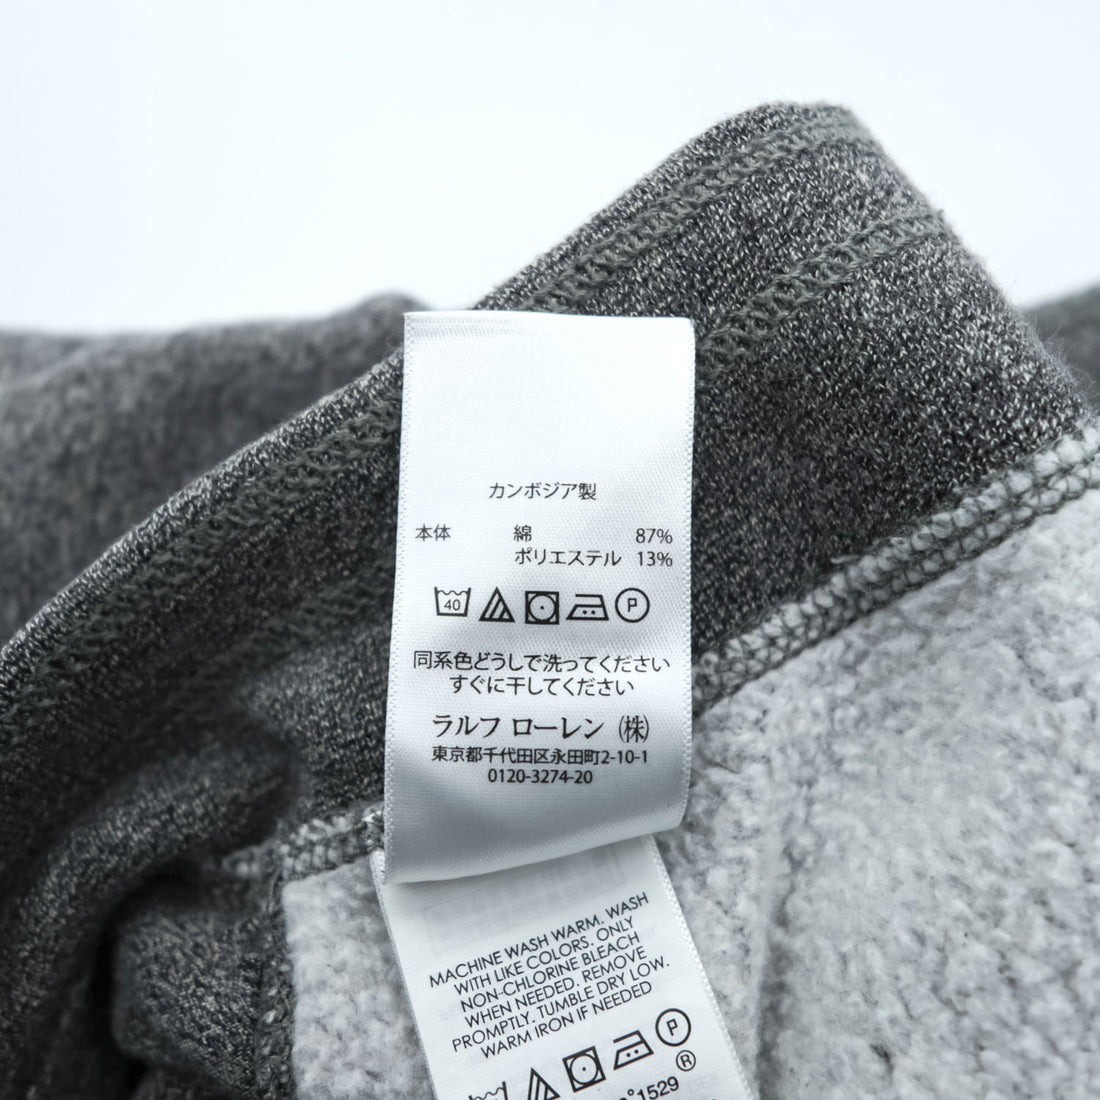 カンボジア製
本体 綿 87%
ポリエステル 13%
40 P
同系色どうしで洗ってください
すぐに干してください
ラルフ ローレン（株）
東京都千代田区永田町2-10-1
0120-3274-20
MACHINE WASH WARM. WASH
WITH LIKE COLORS. ONLY
NON-CHLORINE BLEACH
WHEN NEEDED. REMOVE
PROMPTLY. TUMBLE DRY LOW.
WARM IRON IF NEEDED
P
°1529 ®